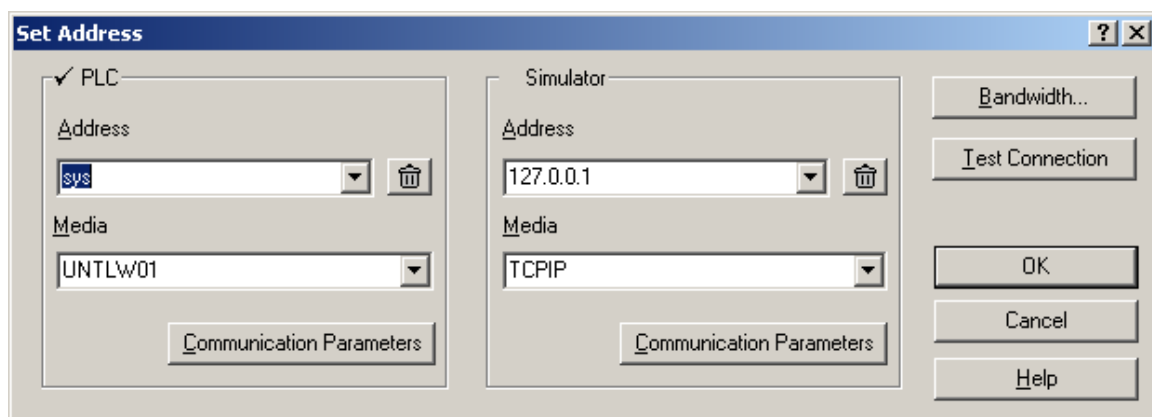 Set Address
PLC
Address
sys
Media
UNTLW01
Communication Parameters
Simulator
Address
127.0.0.1
Media
TCPIP
Communication Parameters
Bandwidth...
Test Connection
OK
Cancel
Help